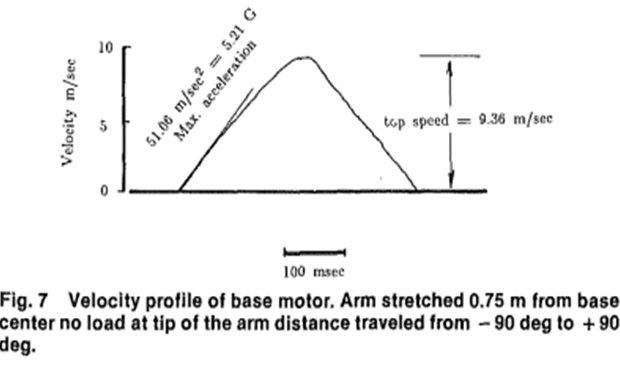 10
5
0
Velocity m/sec
51.06 m/sec² = 5.21 G
Max. acceleration
top speed = 9.36 m/sec
100 msec
Fig. 7 Velocity profile of base motor. Arm stretched 0.75 m from base
center no load at tip of the arm distance traveled from − 90 deg to + 90
deg.